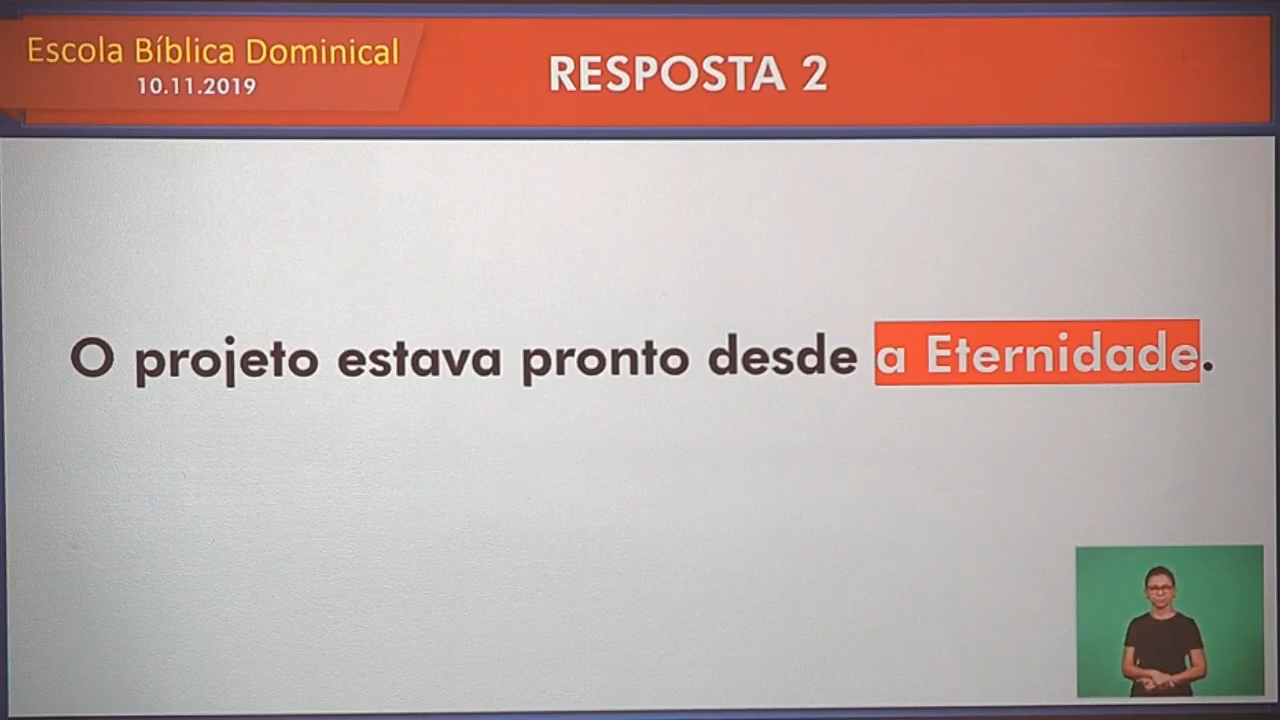 Escola Bíblica Dominical
10.11.2019
RESPOSTA 2
O projeto estava pronto desde a Eternidade.